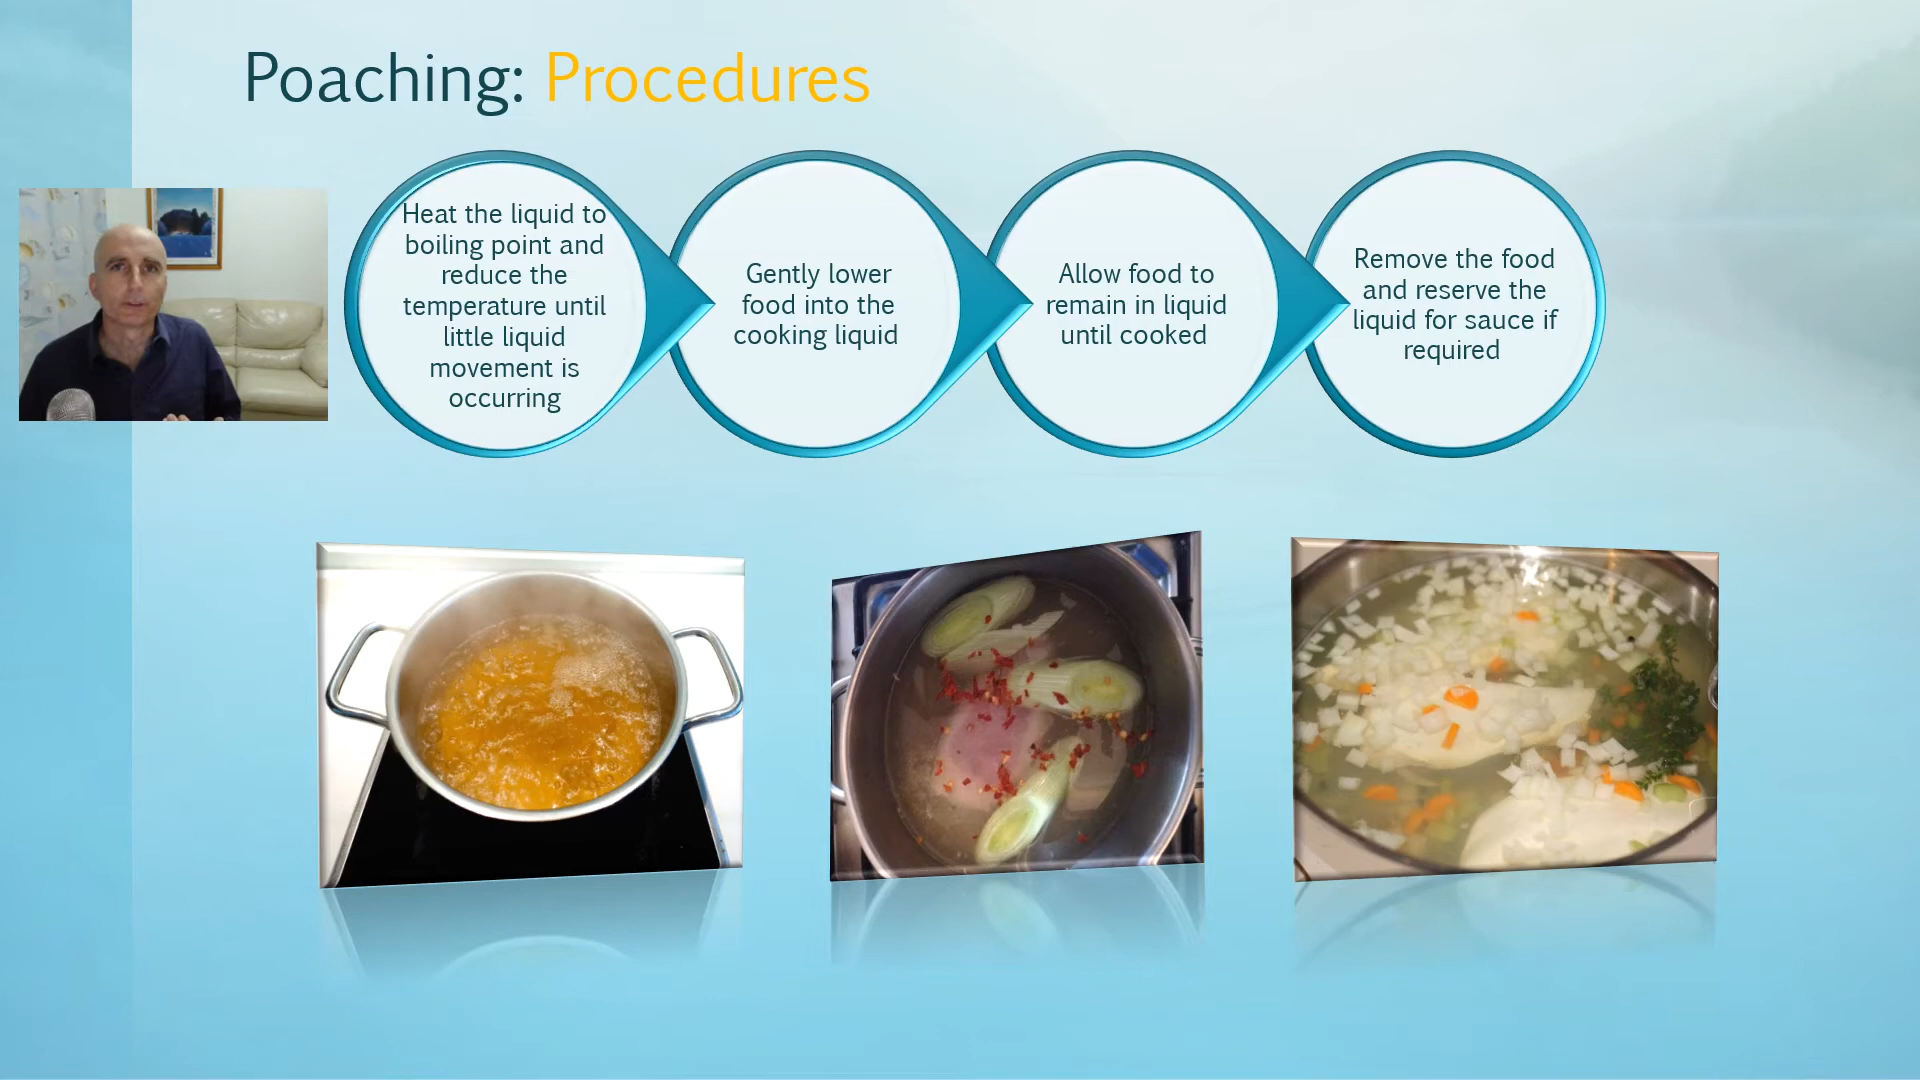 Poaching: Procedures
Heat the liquid to
boiling point and
reduce the
temperature until
little liquid
movement is
occurring
Gently lower
food into the
cooking liquid
Allow food to
remain in liquid
until cooked
Remove the food
and reserve the
liquid for sauce if
required